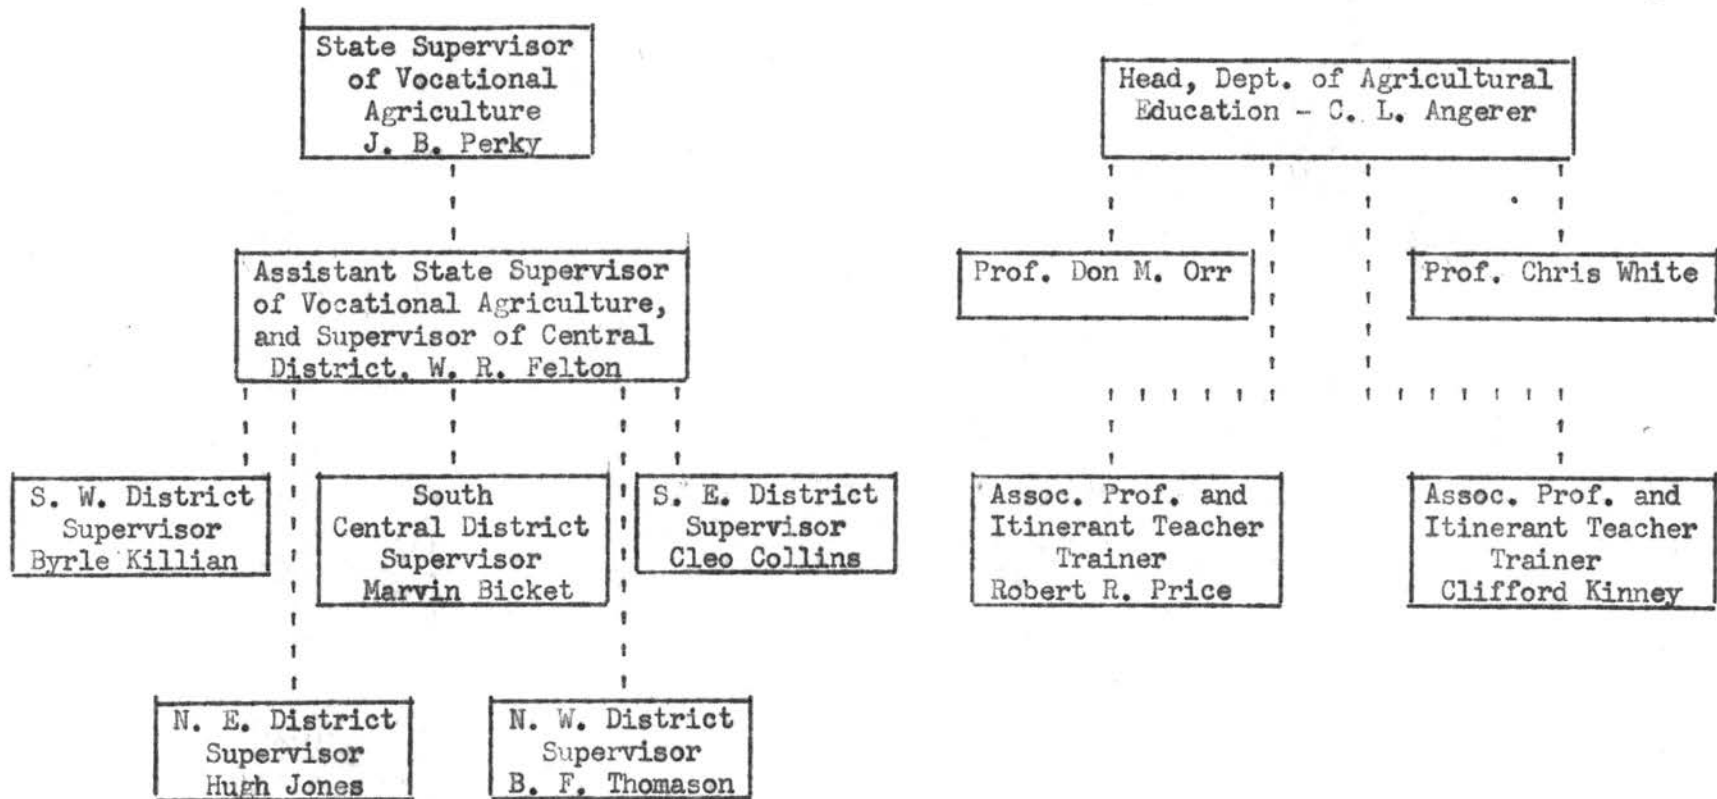 State Supervisor
of Vocational
Agriculture
J. B. Perky
Assistant State Supervisor
of Vocational Agriculture,
and Supervisor of Central
District. W. R. Felton
S. W. District
Supervisor
Byrle Killian
South
Central District
Supervisor
Marvin Bicket
S. E. District
Supervisor
Cleo Collins
N. E. District
Supervisor
Hugh Jones
N. W. District
Supervisor
B. F. Thomason
Head, Dept. of Agricultural
Education - C. L. Angerer
Prof. Don M. Orr
Prof. Chris White
Assoc. Prof. and
Itinerant Teacher
Trainer
Robert R. Price
Assoc. Prof. and
Itinerant Teacher
Trainer
Clifford Kinney